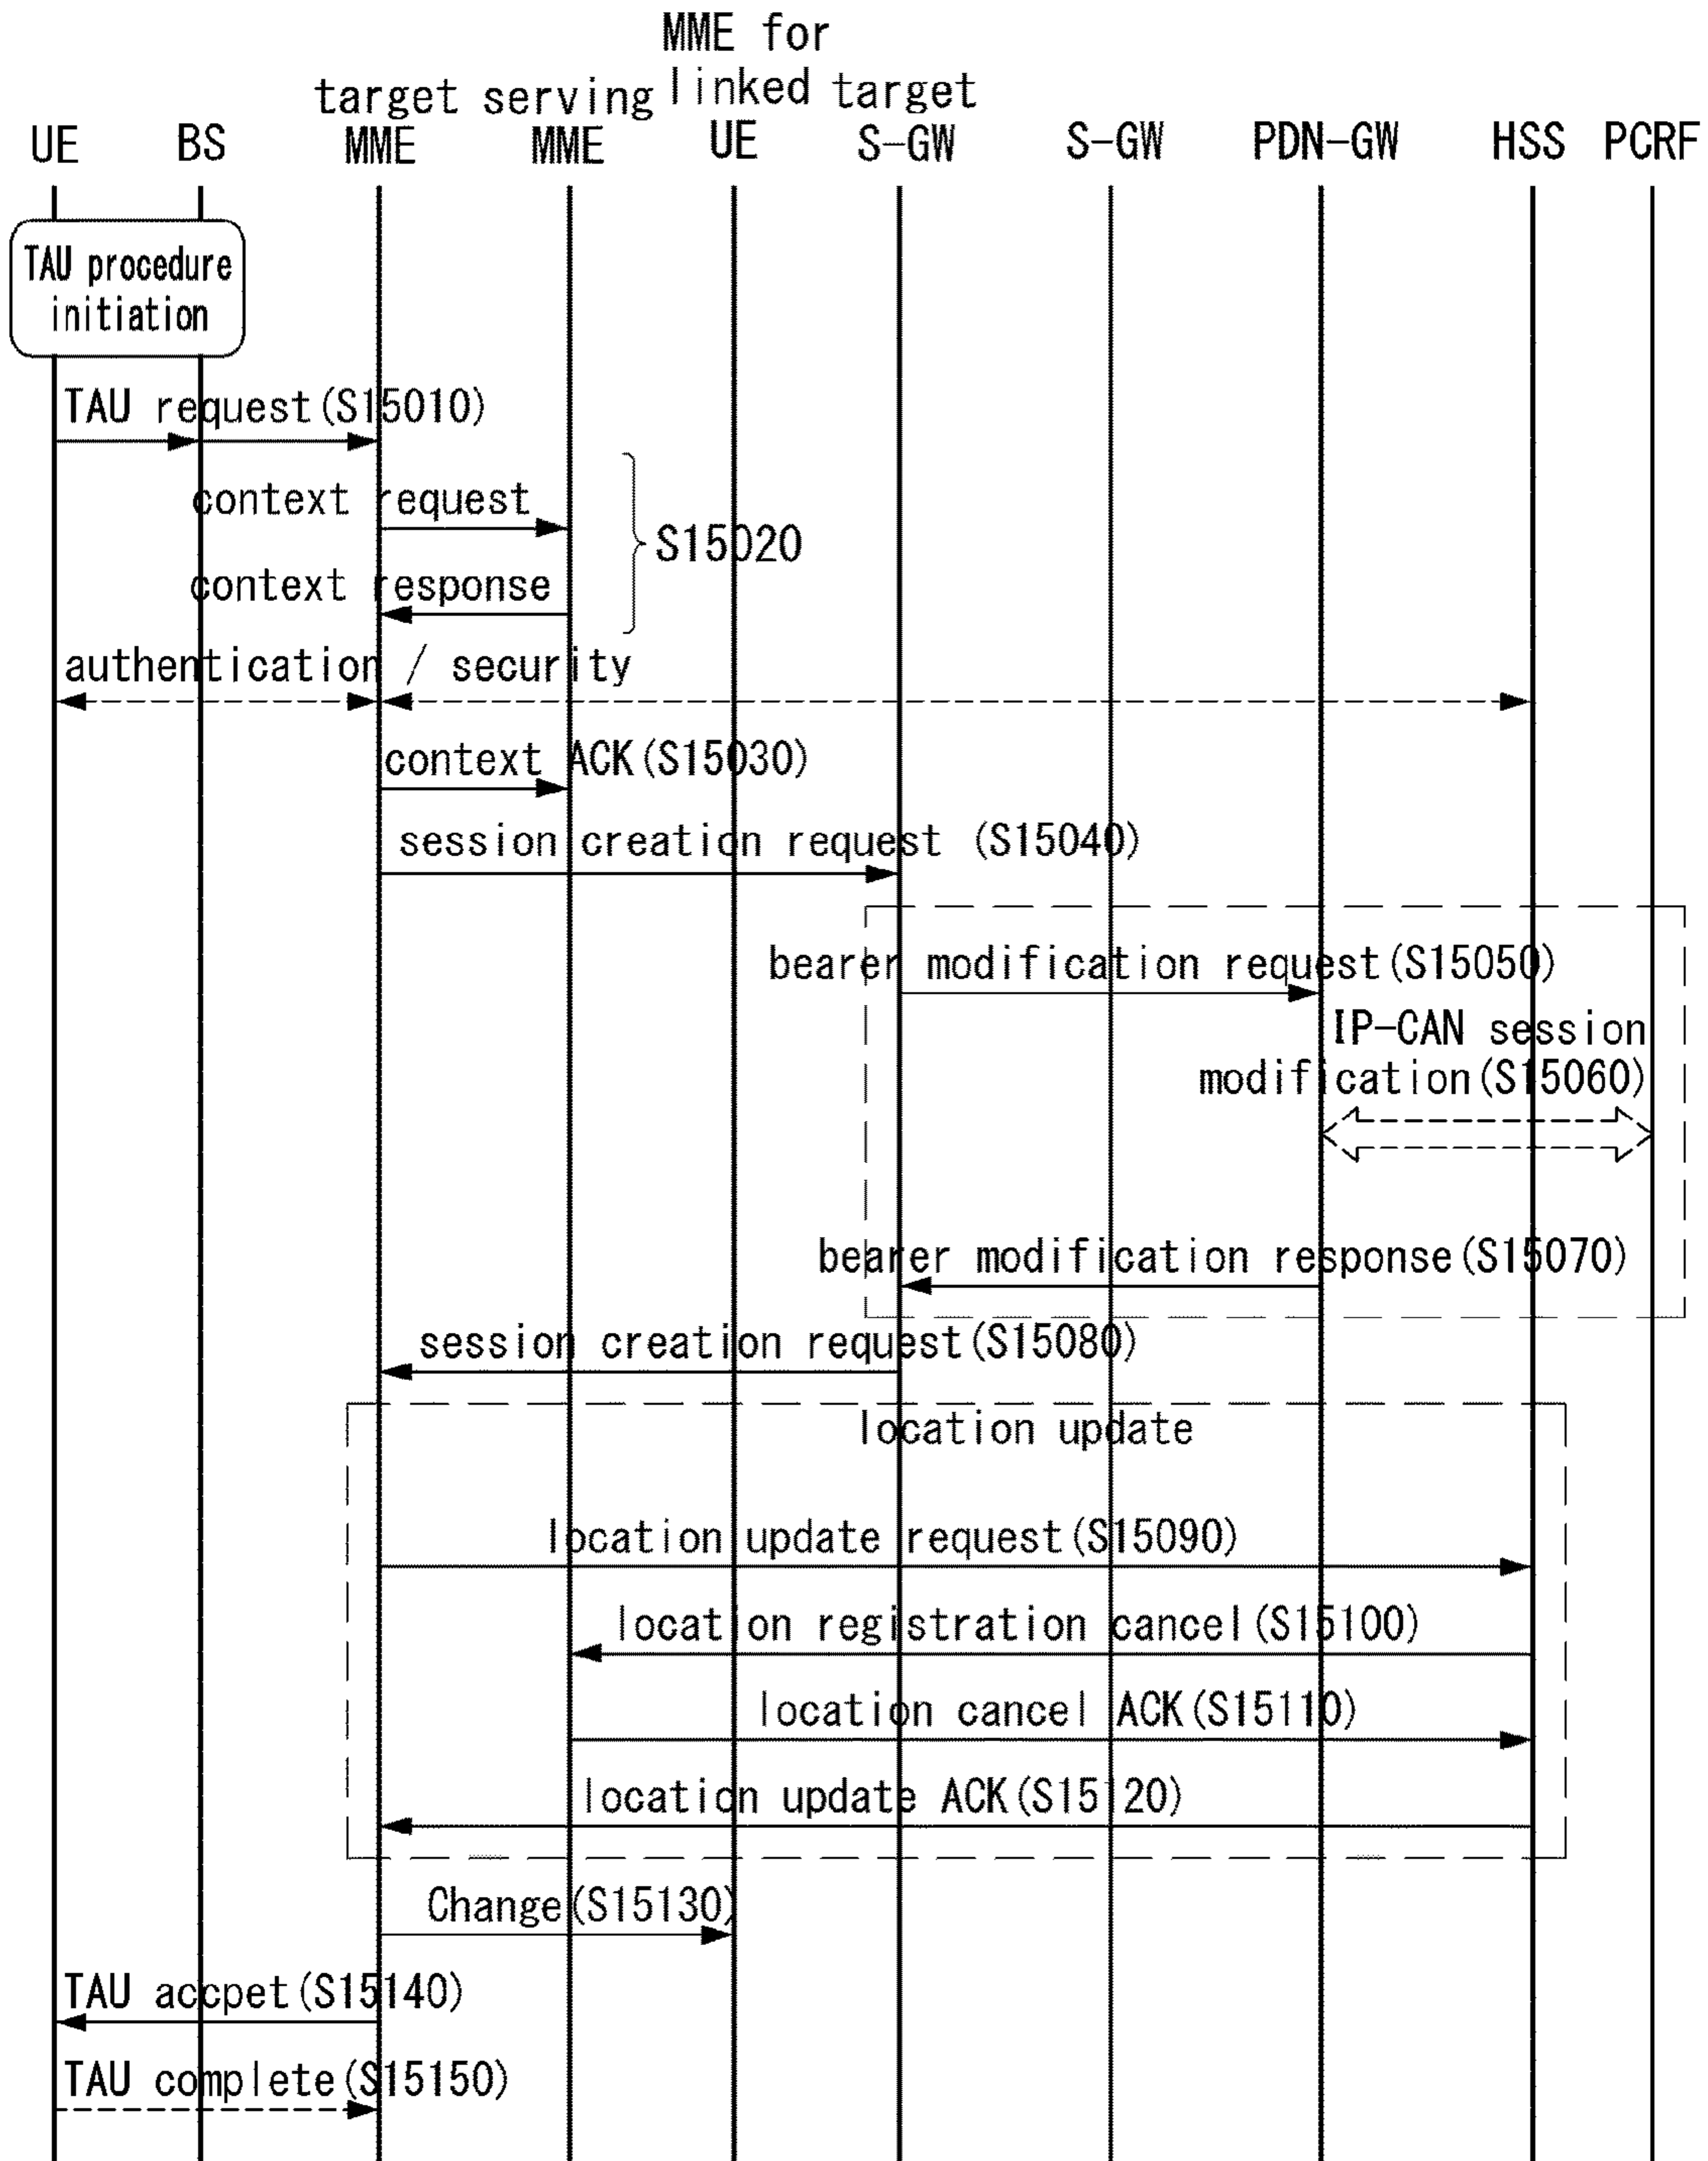 MME for
target serving linked target
UE BS MME MME UE S-GW S-GW PDN-GW HSS PCRF
TAU procedure
initiation
TAU request(S15010)
context request
S15020
context response
authentication / security
context ACK(S15030)
session creation request (S15040)
bearer modification request(S15050)
IP-CAN session
modification(S15060)
bearer modification response(S15070)
session creation request(S15080)
location update
location update request(S15090)
location registration cancel(S15100)
location cancel ACK(S15110)
location update ACK(S15120)
Change(S15130)
TAU accpet(S15140)
TAU complete(S15150)